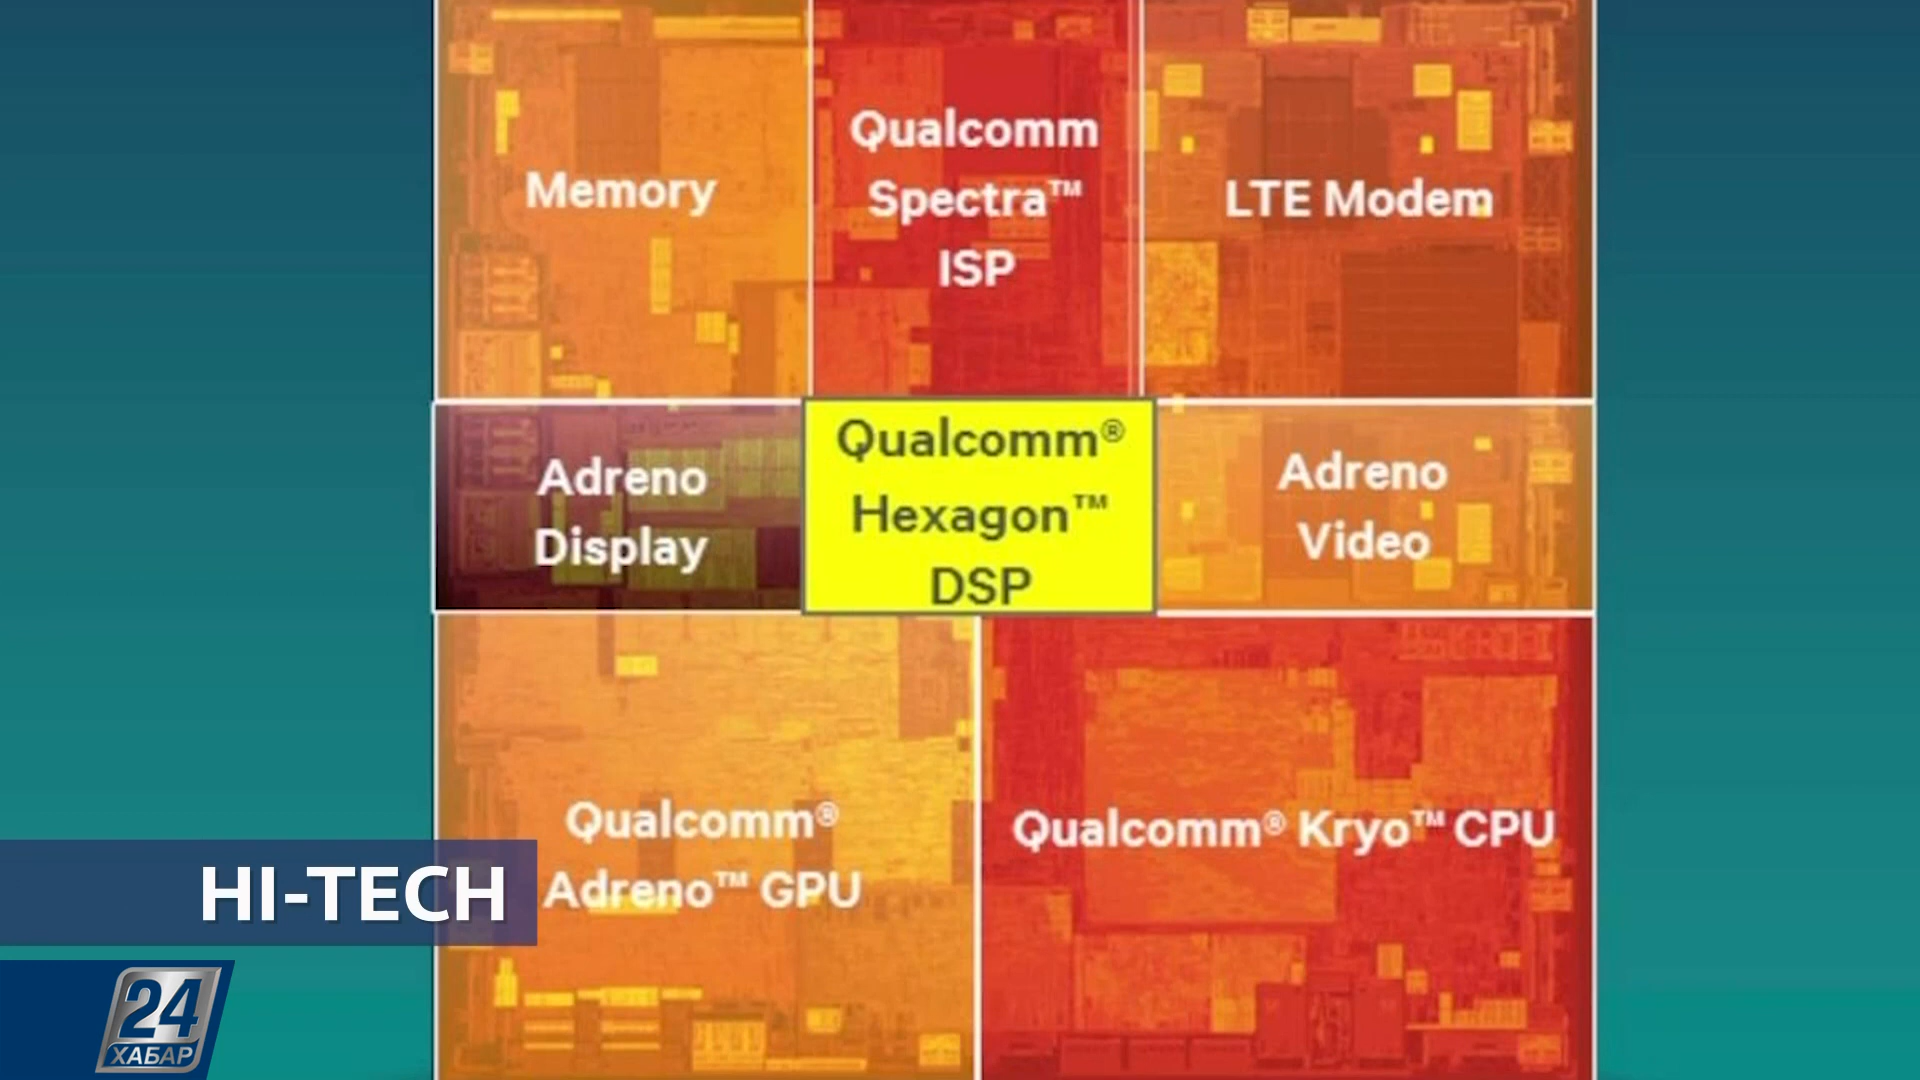 Memory
Qualcomm
Spectra™
ISP
LTE Modem
Adreno
Display
Qualcomm®
Hexagon™
DSP
Adreno
Video
Qualcomm®
Adreno™ GPU
Qualcomm® Kryo™ CPU
HI-TECH
24
ХАБАР